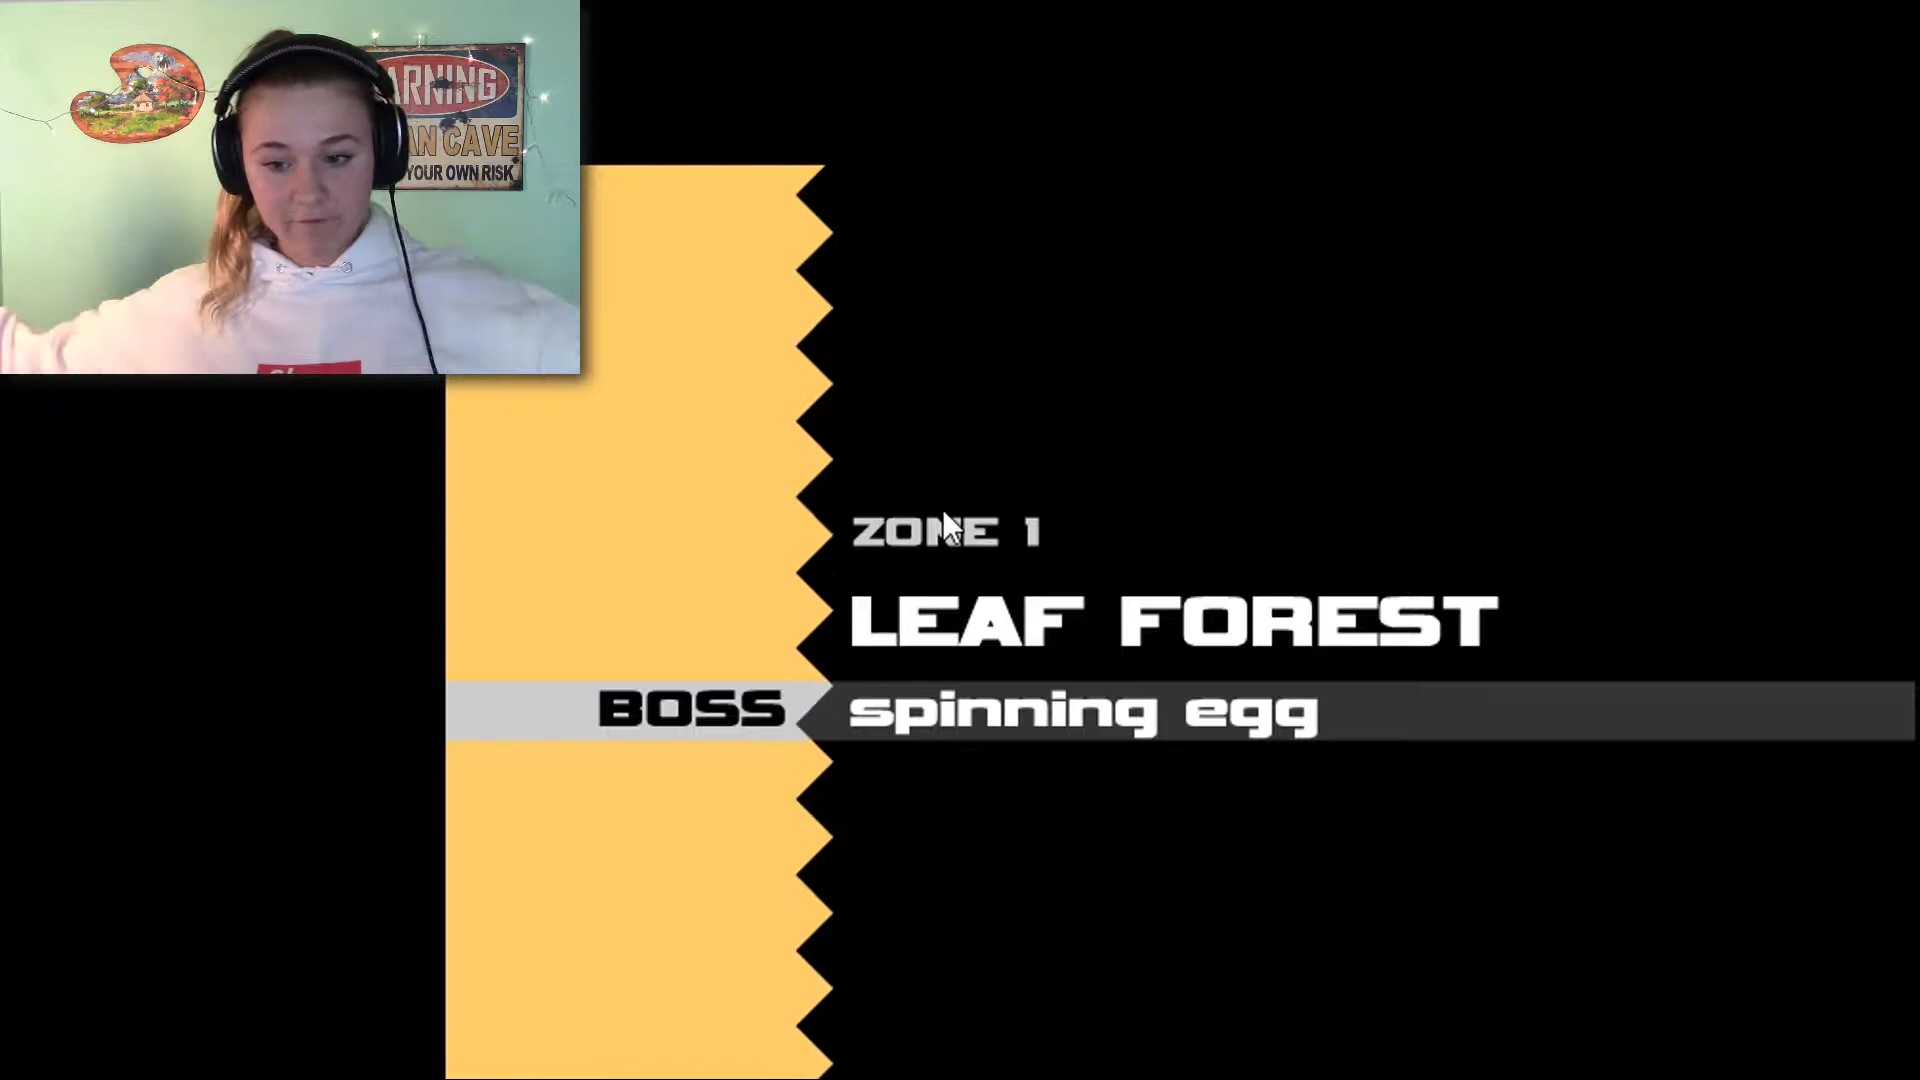 ARNING
AN CAVE
YOUR OWN RISK
ZONE 1
LEAF FOREST
BOSS
spinning egg